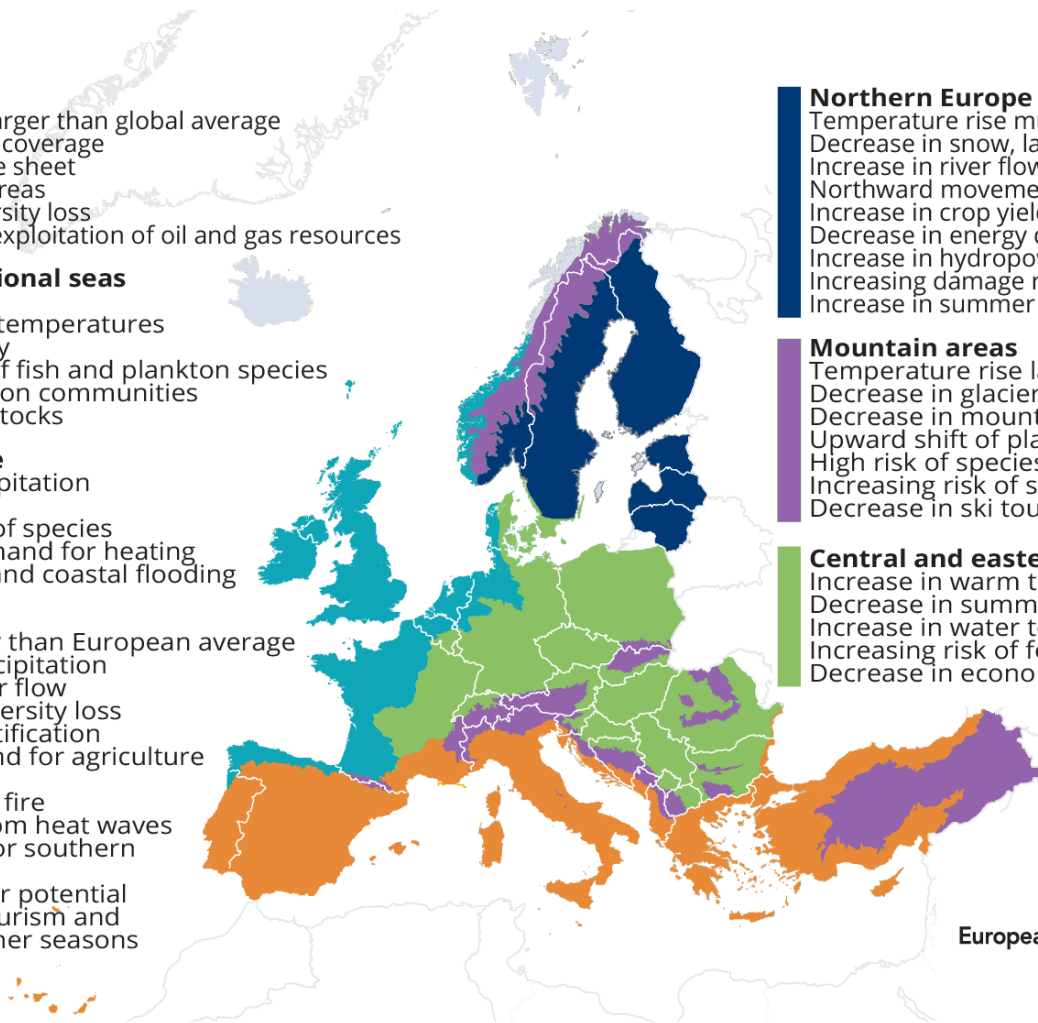 arger than global average
coverage
e sheet
reas
rsity loss
exploitation of oil and gas resources
ional seas
temperatures
y
f fish and plankton species
on communities
tocks
e
pitation
of species
mand for heating
and coastal flooding
r than European average
cipitation
r flow
ersity loss
tification
nd for agriculture
fire
om heat waves
or southern
r potential
urism and
her seasons
Northern Europe
Temperature rise mu
Decrease in snow, la
Increase in river flow
Northward moveme
Increase in crop yield
Decrease in energy d
Increase in hydropow
Increasing damage r
Increase in summer
Mountain areas
Temperature rise la
Decrease in glacier
Decrease in mount
Upward shift of pla
High risk of species
Increasing risk of s
Decrease in ski tou
Central and easte
Increase in warm t
Decrease in summ
Increase in water te
Increasing risk of fo
Decrease in econo
Europea